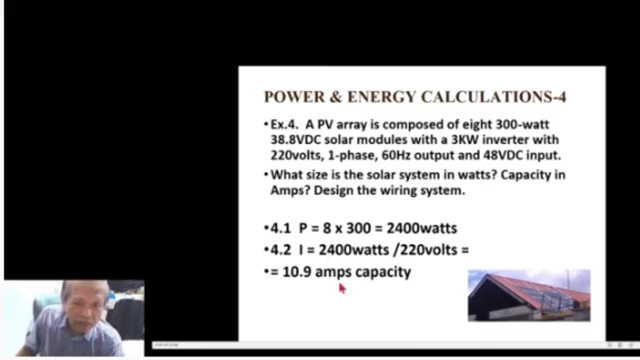 POWER & ENERGY CALCULATIONS-4
•Ex.4. A PV array is composed of eight 300-watt
38.8VDC solar modules with a 3KW inverter with
220volts, 1-phase, 60Hz output and 48VDC input.
•What size is the solar system in watts? Capacity in
Amps? Design the wiring system.
•4.1 P = 8 x 300 = 2400watts
•4.2 I = 2400watts /220volts =
•= 10.9 amps capacity